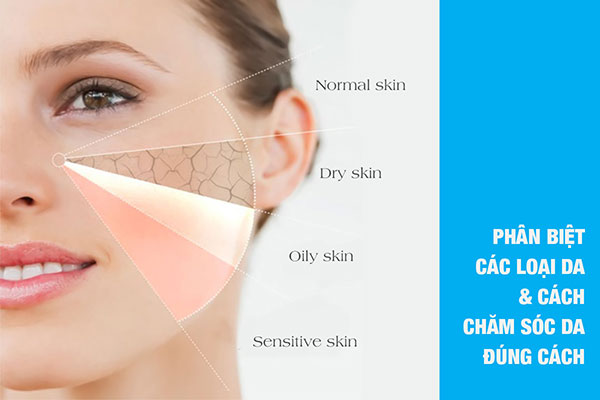 Normal skin
Dry skin
Oily skin
Sensitive skin
PHÂN BIỆT
CÁC LOẠI DA
& CÁCH
CHĂM SÓC DA
ĐÚNG CÁCH